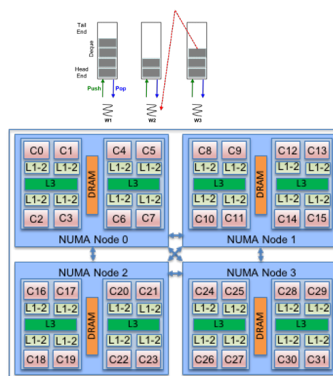 Tail
End
Deque
Head
End
Push Pop
W1 W2 W3
C0 C1 C4 C5 C8 C9 C12 C13
L1-2 L1-2 L1-2 L1-2 L1-2 L1-2 L1-2 L1-2
L3 DRAM L3 L3 DRAM L3
L1-2 L1-2 L1-2 L1-2 L1-2 L1-2 L1-2 L1-2
C2 C3 C6 C7 C10 C11 C14 C15
NUMA Node 0 NUMA Node 1
NUMA Node 2 NUMA Node 3
C16 C17 C20 C21 C24 C25 C28 C29
L1-2 L1-2 L1-2 L1-2 L1-2 L1-2 L1-2 L1-2
L3 DRAM L3 L3 DRAM L3
L1-2 L1-2 L1-2 L1-2 L1-2 L1-2 L1-2 L1-2
C18 C19 C22 C23 C26 C27 C30 C31